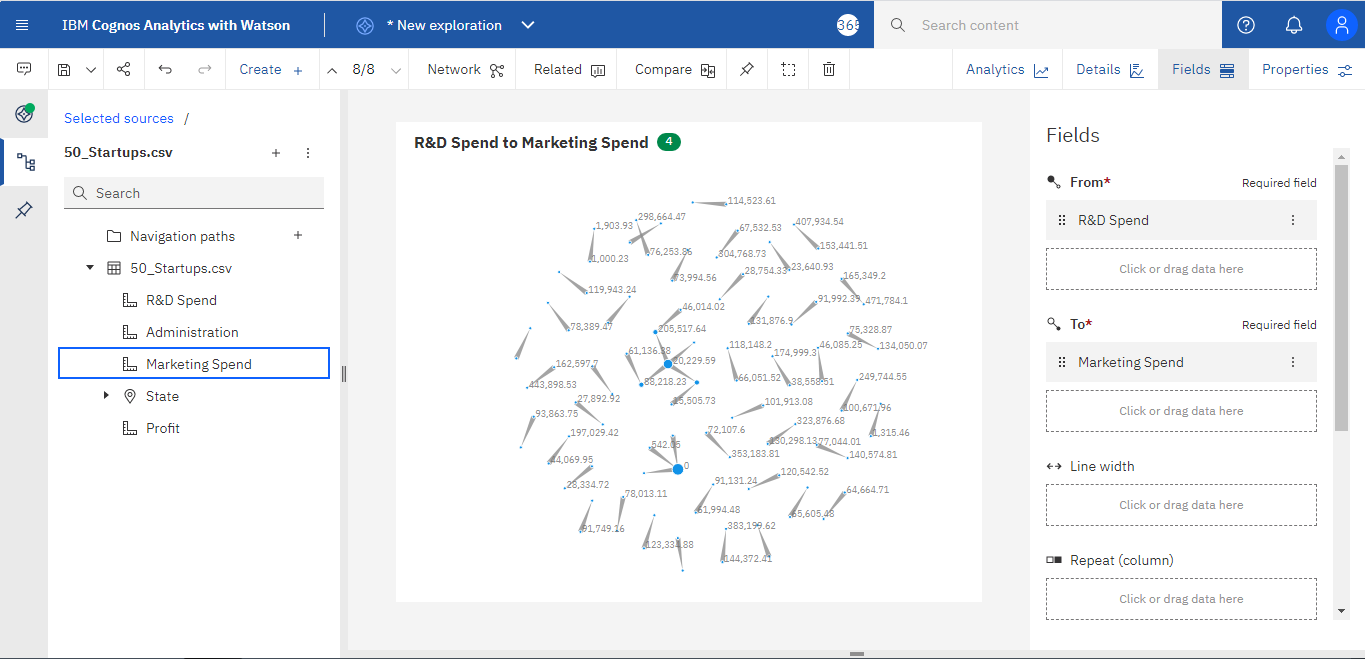 IBM Cognos Analytics with Watson
* New exploration
Search content
Create +
8/8
Network
Related
Compare
Analytics
Details
Fields
Properties
Selected sources /
50_Startups.csv
Search
Navigation paths
50_Startups.csv
R&D Spend
Administration
Marketing Spend
State
Profit
R&D Spend to Marketing Spend 4
114,523.61
298,664.47
1,903.93
67,532.53
407,934.54
153,441.51
76,253.86
304,768.73
1,000.23
73,994.56
28,754.33
23,640.93
165,349.2
119,943.24
91,992.39
471,784.1
46,014.02
131,876.9
78,389.47
205,517.64
75,328.87
118,148.2
174,999.3
46,085.25
134,050.07
61,136.38
20,229.59
162,597.7
66,051.52
38,558.51
249,744.55
443,898.53
38,218.23
15,505.73
27,892.92
101,913.08
100,671.96
93,863.75
323,876.68
1,315.46
197,029.42
72,107.6
130,298.13
77,044.01
542.05
353,183.81
140,574.81
44,069.95
0
120,542.52
28,334.72
91,131.24
64,664.71
78,013.11
61,994.48
65,605.48
91,749.16
383,199.62
123,334.88
144,372.41
Fields
From*
Required field
R&D Spend
Click or drag data here
To*
Required field
Marketing Spend
Click or drag data here
Line width
Click or drag data here
Repeat (column)
Click or drag data here